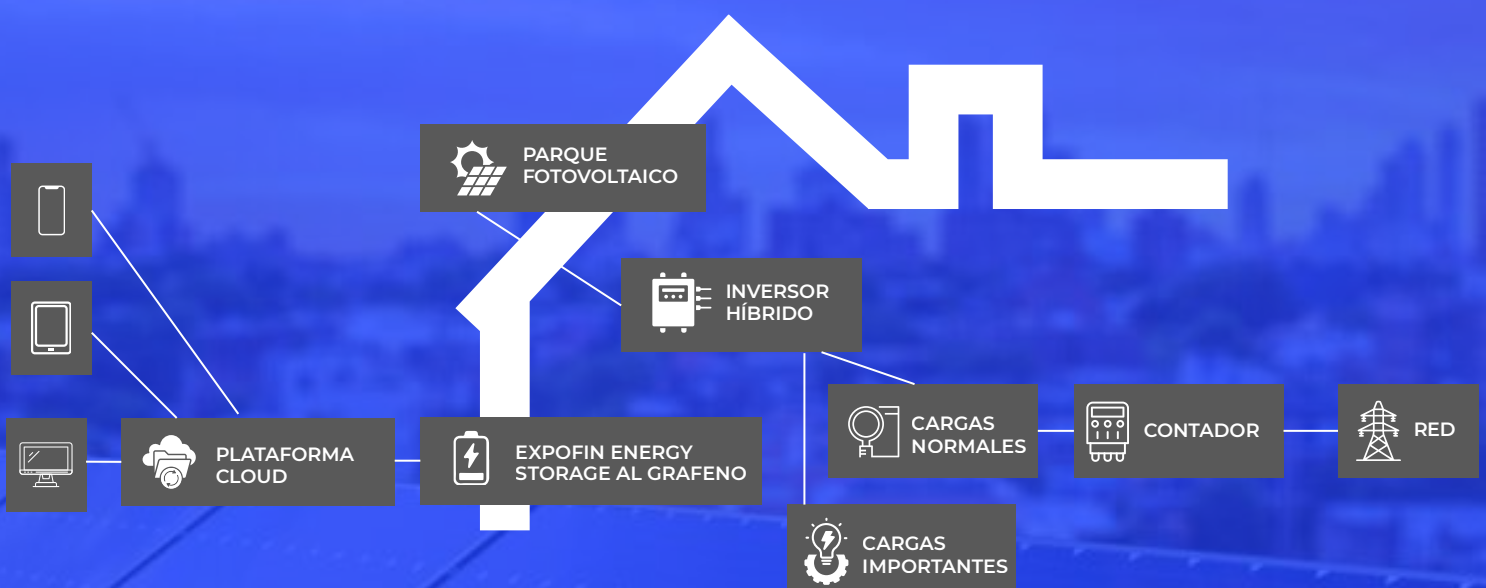 PARQUE
FOTOVOLTAICO
INVERSOR
HÍBRIDO
PLATAFORMA
CLOUD
EXPOFIN ENERGY
STORAGE AL GRAFENO
CARGAS
NORMALES
CONTADOR
RED
CARGAS
IMPORTANTES